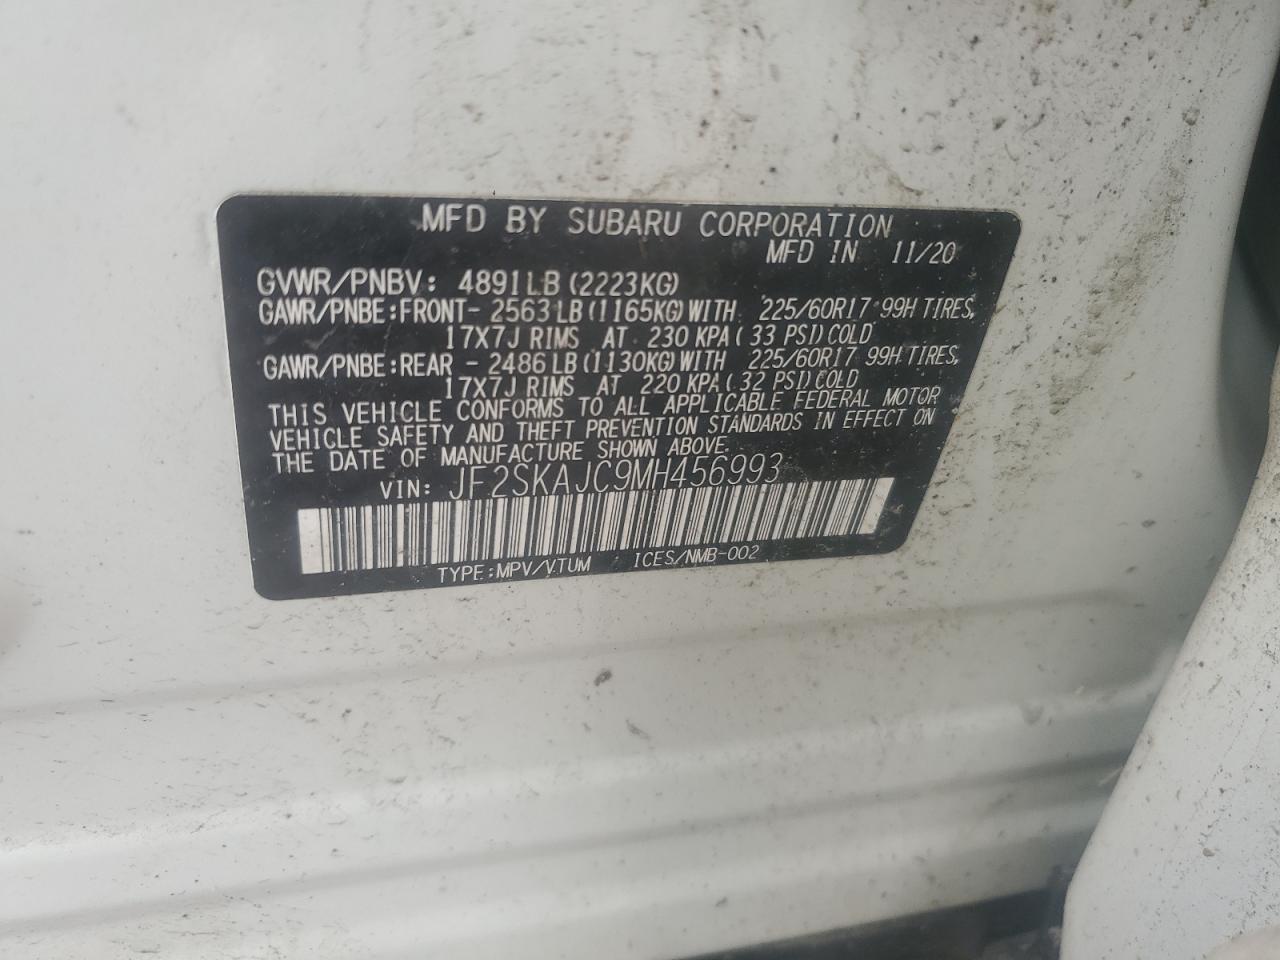 MFD BY SUBARU CORPORATION
MFD IN 11/20
GVWR/PNBV: 4891LB (2223KG)
GAWR/PNBE:FRONT- 2563 LB (1165KG) WITH 225/60R17 99H TIRES,
17X7J RIMS AT 230 KPA ( 33 PSI) COLD
GAWR/PNBE:REAR - 2486 LB (1130KG) WITH 225/60R17 99H TIRES,
17X7J RIMS AT 220 KPA ( 32 PSI) COLD
THIS VEHICLE CONFORMS TO ALL APPLICABLE FEDERAL MOTOR
VEHICLE SAFETY AND THEFT PREVENTION STANDARDS IN EFFECT ON
THE DATE OF MANUFACTURE SHOWN ABOVE.
VIN: JF2SKAJC9MH456993
TYPE:MPV/V.TUM ICES/NMB-002